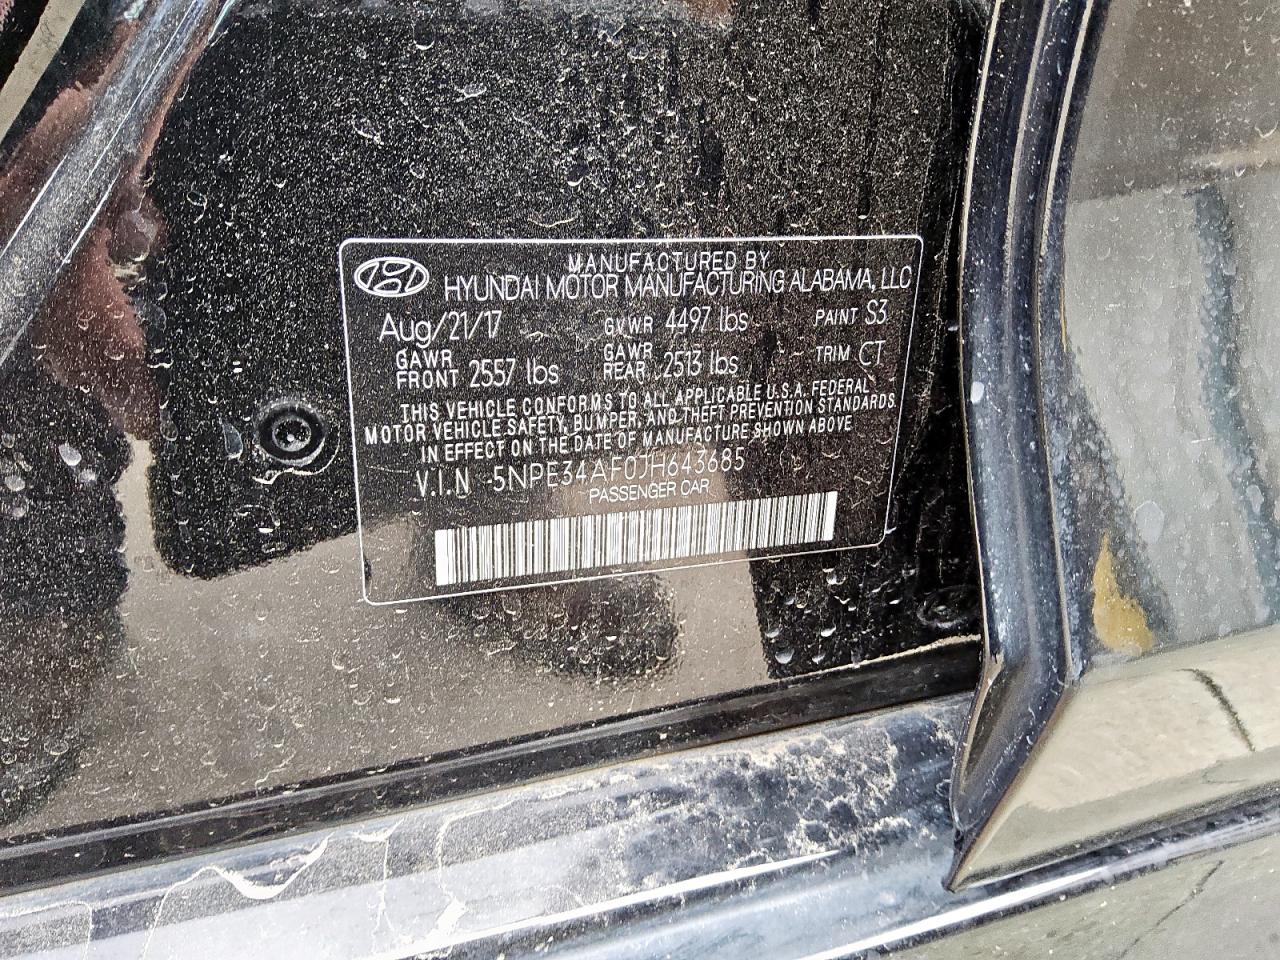 MANUFACTURED BY
HYUNDAI MOTOR MANUFACTURING ALABAMA, LLC
Aug/21/17 GVWR 4497 lbs PAINT S3
GAWR FRONT 2557 lbs GAWR REAR 2513 lbs TRIM CT
THIS VEHICLE CONFORMS TO ALL APPLICABLE U.S.A. FEDERAL
MOTOR VEHICLE SAFETY, BUMPER, AND THEFT PREVENTION STANDARDS
IN EFFECT ON THE DATE OF MANUFACTURE SHOWN ABOVE
V.I.N 5NPE34AF0JH643685
PASSENGER CAR